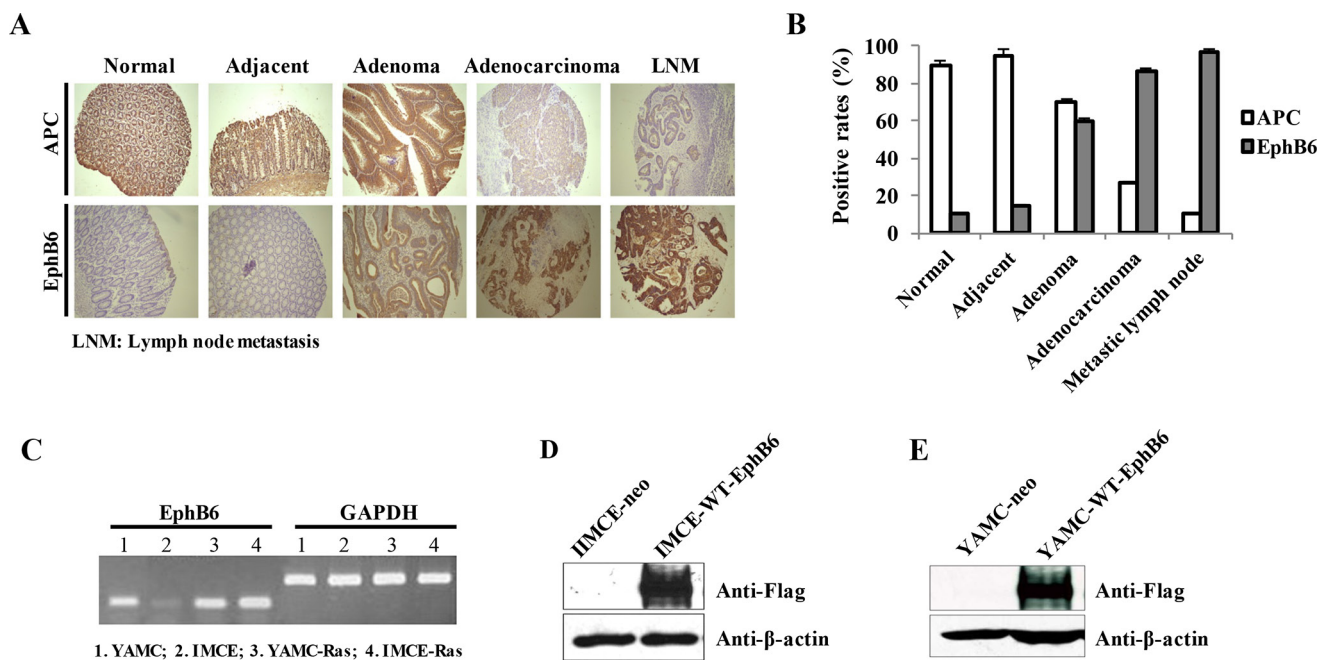 A
Normal Adjacent Adenoma Adenocarcinoma LNM
APC
EphB6
LNM: Lymph node metastasis
B
Positive rates (%)
100
80
60
40
20
0
APC
EphB6
Normal
Adjacent
Adenoma
Adenocarcinoma
Metastic lymph node
C
EphB6 GAPDH
1 2 3 4 1 2 3 4
1. YAMC; 2. IMCE; 3. YAMC-Ras; 4. IMCE-Ras
D
IIMCE-neo
IMCE-WT-EphB6
Anti-Flag
Anti-β-actin
E
YAMC-neo
YAMC-WT-EphB6
Anti-Flag
Anti-β-actin